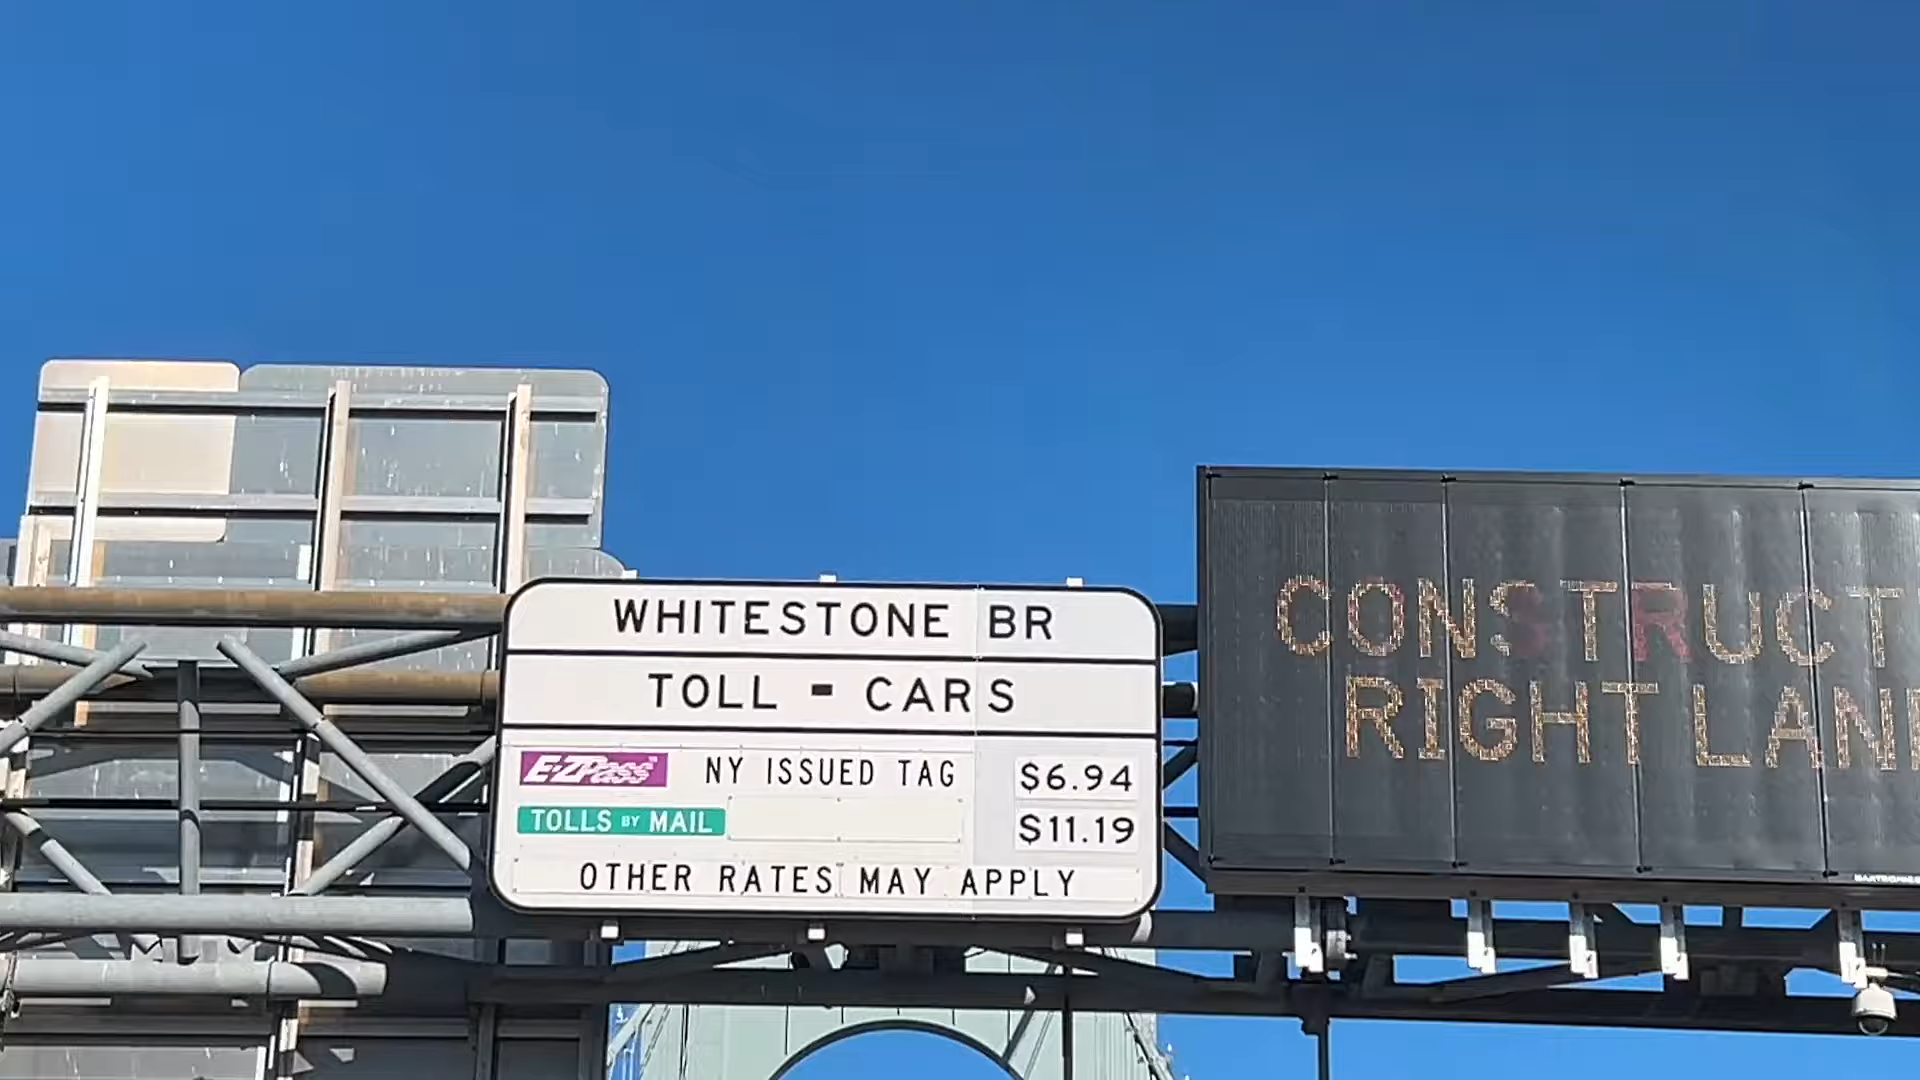 WHITESTONE BR
TOLL - CARS
E-ZPass NY ISSUED TAG $6.94
TOLLS BY MAIL $11.19
OTHER RATES MAY APPLY
CONSTRUCT
RIGHT LAN